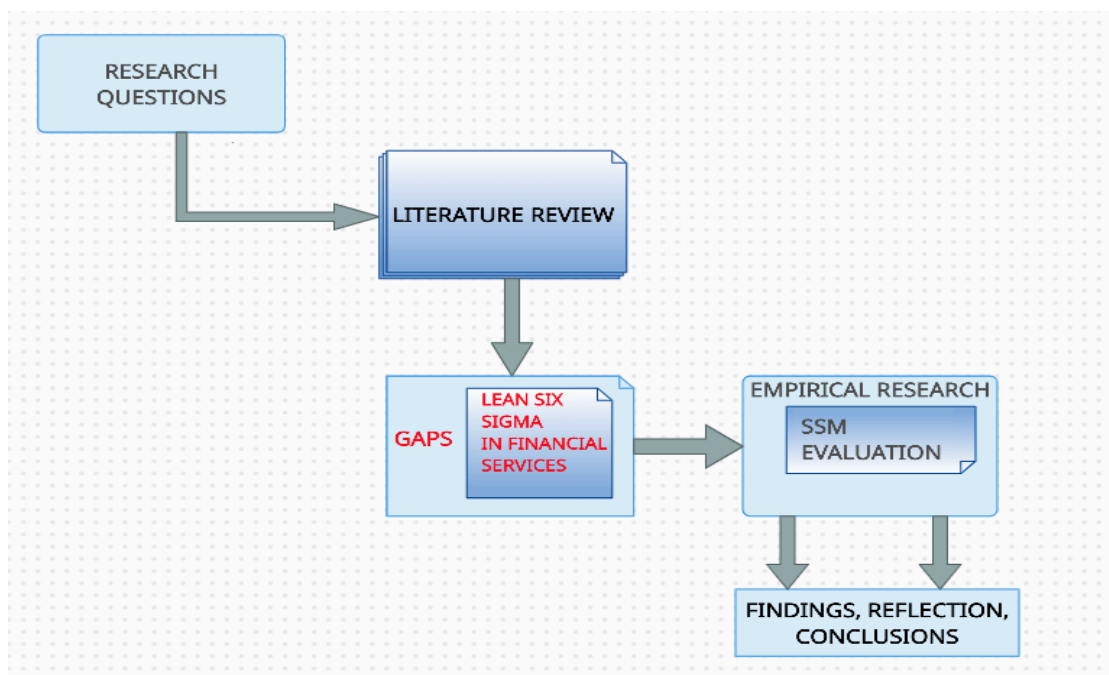 RESEARCH
QUESTIONS
LITERATURE REVIEW
GAPS
LEAN SIX
SIGMA
IN FINANCIAL
SERVICES
EMPIRICAL RESEARCH
SSM
EVALUATION
FINDINGS, REFLECTION,
CONCLUSIONS